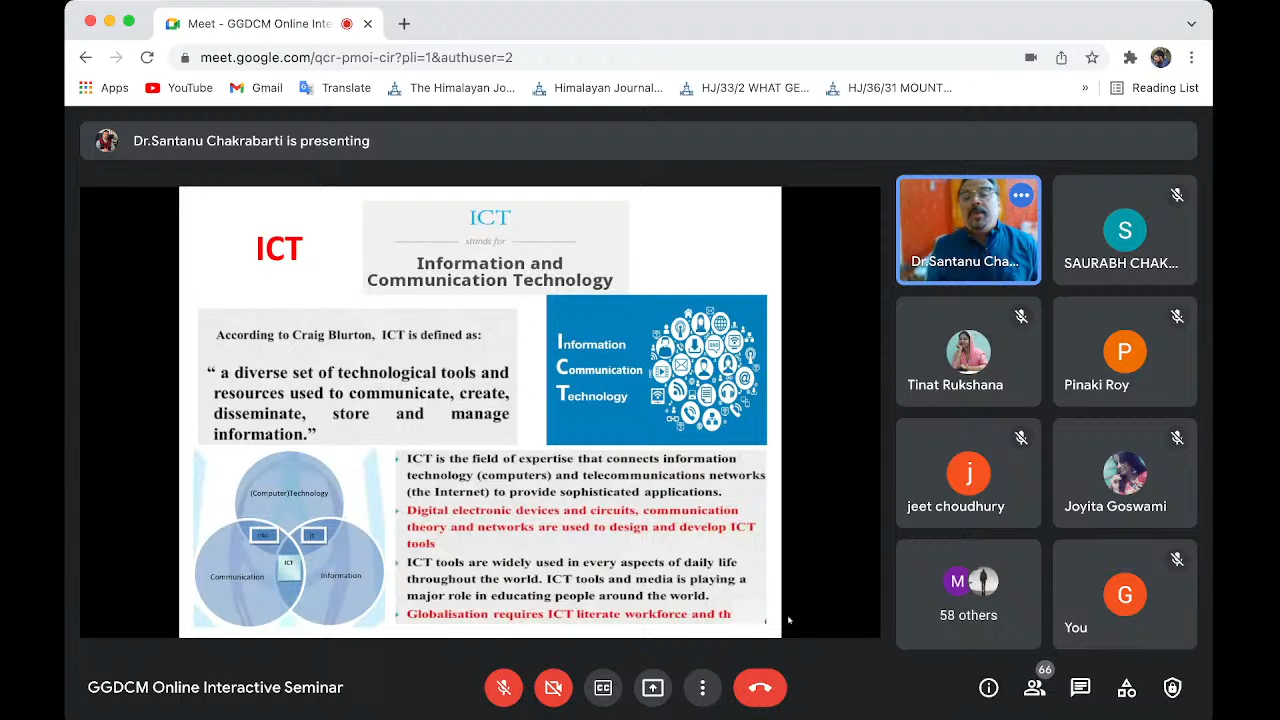 Meet - GGDCM Online Inte
meet.google.com/qcr-pmoi-cir?pli=1&authuser=2
Apps
YouTube
Gmail
Translate
The Himalayan Jo...
Himalayan Journal...
HJ/33/2 WHAT GE...
HJ/36/31 MOUNT...
»
Reading List
Dr.Santanu Chakrabarti is presenting
ICT
ICT
stands for
Information and
Communication Technology
According to Craig Blurton, ICT is defined as:
“ a diverse set of technological tools and
resources used to communicate, create,
disseminate, store and manage
information.”
Information
Communication
Technology
(Computer)Technology
C&C
IT
ICT
Communication
Information
ICT is the field of expertise that connects information
technology (computers) and telecommunications networks
(the Internet) to provide sophisticated applications.
Digital electronic devices and circuits, communication
theory and networks are used to design and develop ICT
tools
ICT tools are widely used in every aspects of daily life
throughout the world. ICT tools and media is playing a
major role in educating people around the world.
Globalisation requires ICT literate workforce and th
Dr.Santanu Cha...
S
SAURABH CHAK...
Tinat Rukshana
P
Pinaki Roy
j
jeet choudhury
Joyita Goswami
M
58 others
G
You
GGDCM Online Interactive Seminar
66